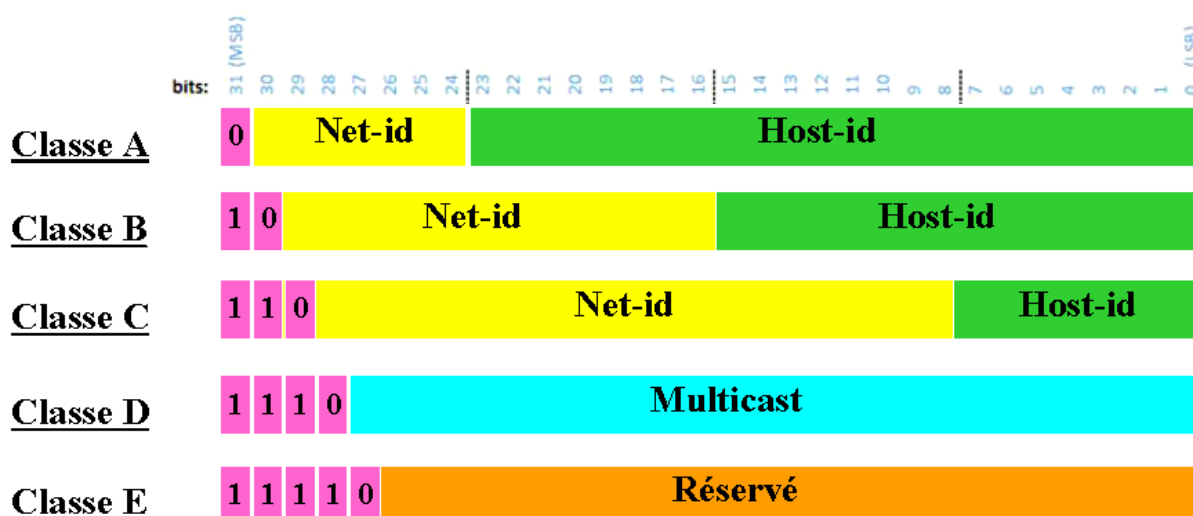 bits: 31 (MSB) 30 29 28 27 26 25 24 23 22 21 20 19 18 17 16 15 14 13 12 11 10 9 8 7 6 5 4 3 2 1 0 (LSB)
Classe A 0 Net-id Host-id
Classe B 1 0 Net-id Host-id
Classe C 1 1 0 Net-id Host-id
Classe D 1 1 1 0 Multicast
Classe E 1 1 1 1 0 Réservé